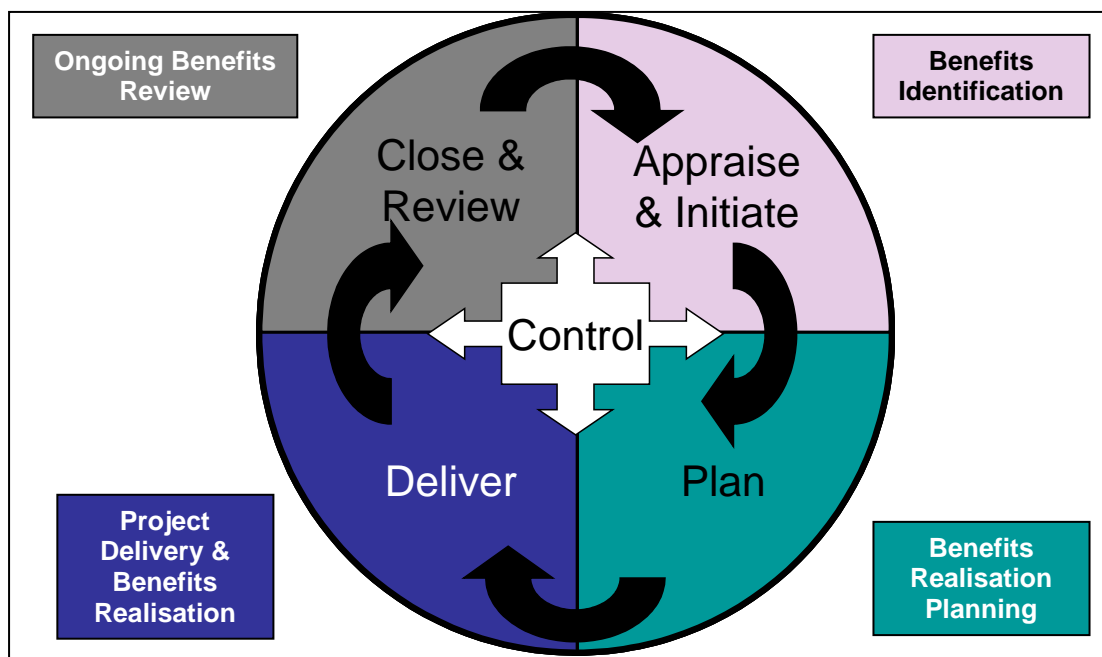 Ongoing Benefits
Review
Benefits
Identification
Close &
Review
Appraise
& Initiate
Control
Deliver
Plan
Project
Delivery &
Benefits
Realisation
Benefits
Realisation
Planning